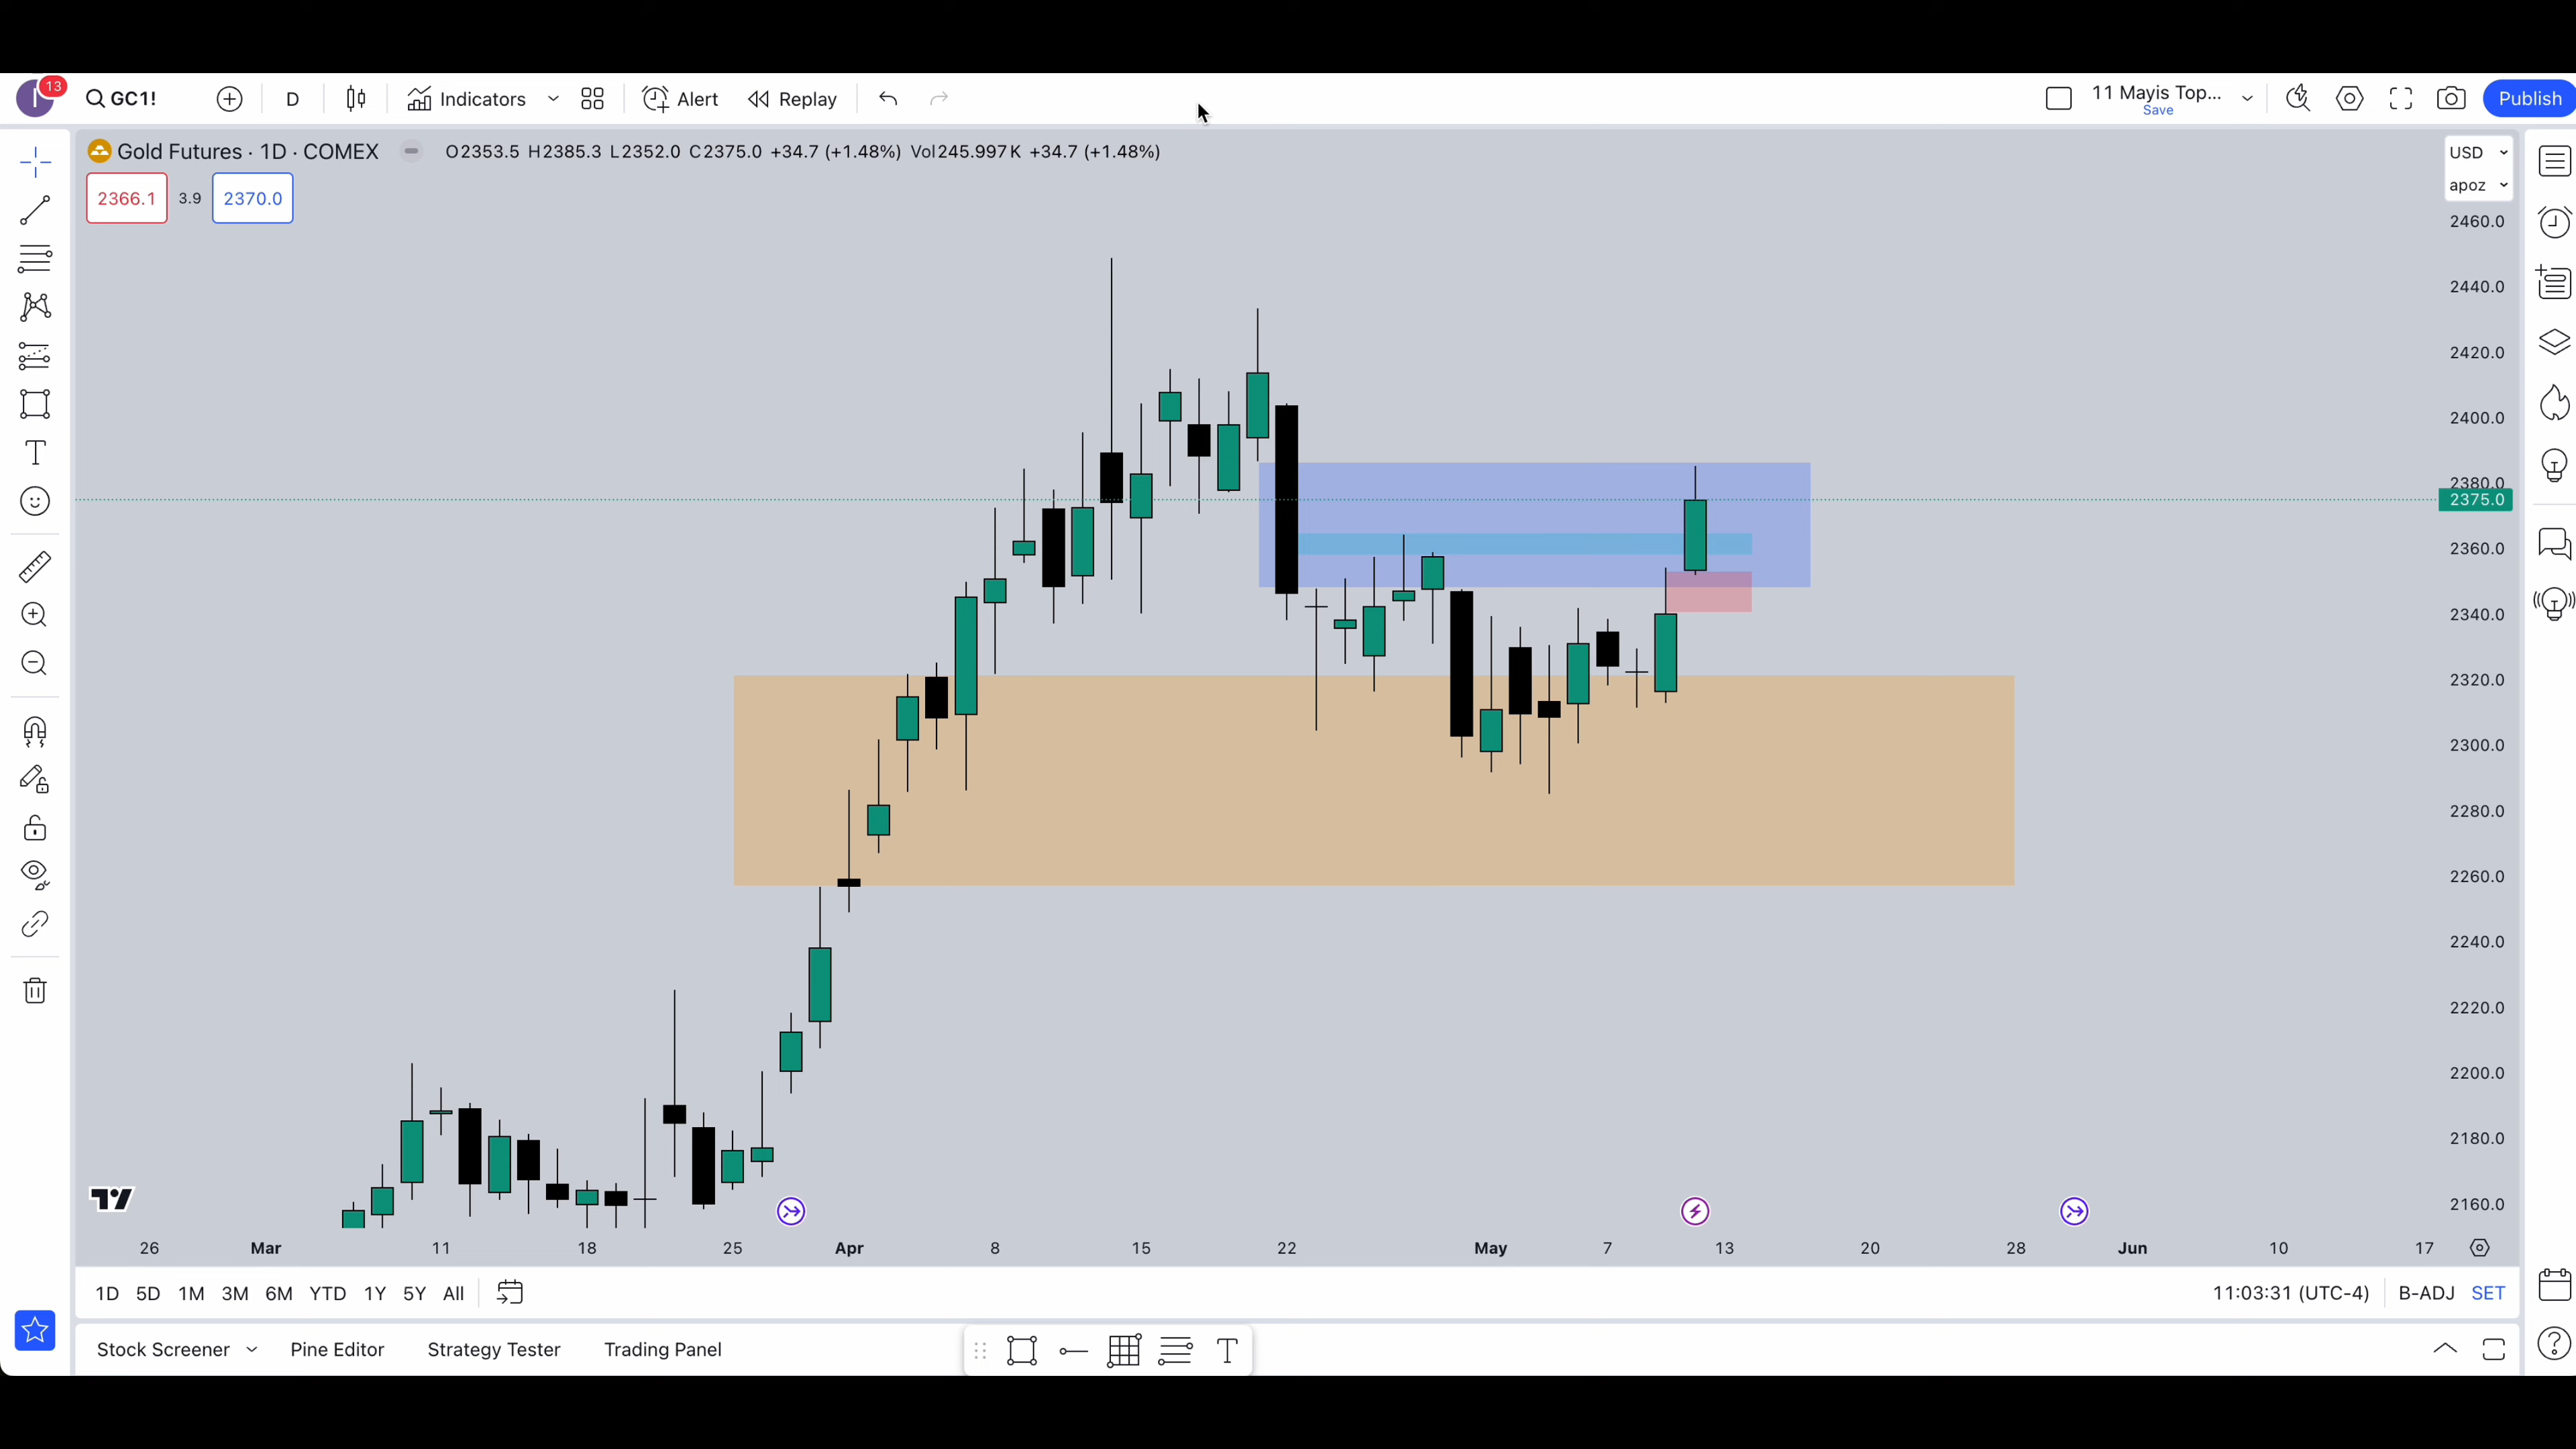 13
I GC1! D Indicators Alert Replay 11 Mayis Top... Publish
Save
Gold Futures · 1D · COMEX O2353.5 H2385.3 L2352.0 C2375.0 +34.7 (+1.48%) Vol245.997K +34.7 (+1.48%)
USD
apoz
2366.1 3.9 2370.0
2460.0
2440.0
2420.0
2400.0
2380.0
2375.0
2360.0
2340.0
2320.0
2300.0
2280.0
2260.0
2240.0
2220.0
2200.0
2180.0
2160.0
26 Mar 11 18 25 Apr 8 15 22 May 7 13 20 28 Jun 10 17
1D 5D 1M 3M 6M YTD 1Y 5Y All 11:03:31 (UTC-4) B-ADJ SET
Stock Screener Pine Editor Strategy Tester Trading Panel